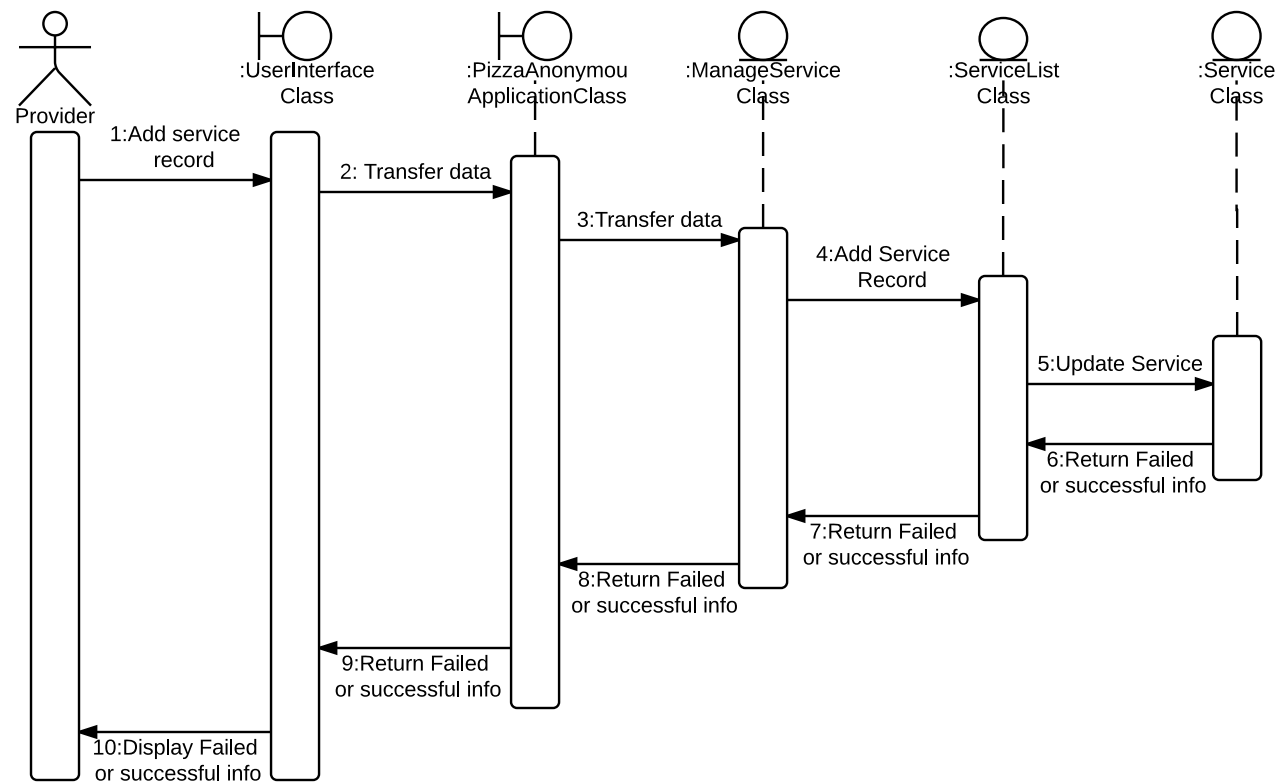 Provider
:UserInterface
Class
:PizzaAnonymou
ApplicationClass
:ManageService
Class
:ServiceList
Class
:Service
Class
1:Add service
record
2: Transfer data
3:Transfer data
4:Add Service
Record
5:Update Service
6:Return Failed
or successful info
7:Return Failed
or successful info
8:Return Failed
or successful info
9:Return Failed
or successful info
10:Display Failed
or successful info